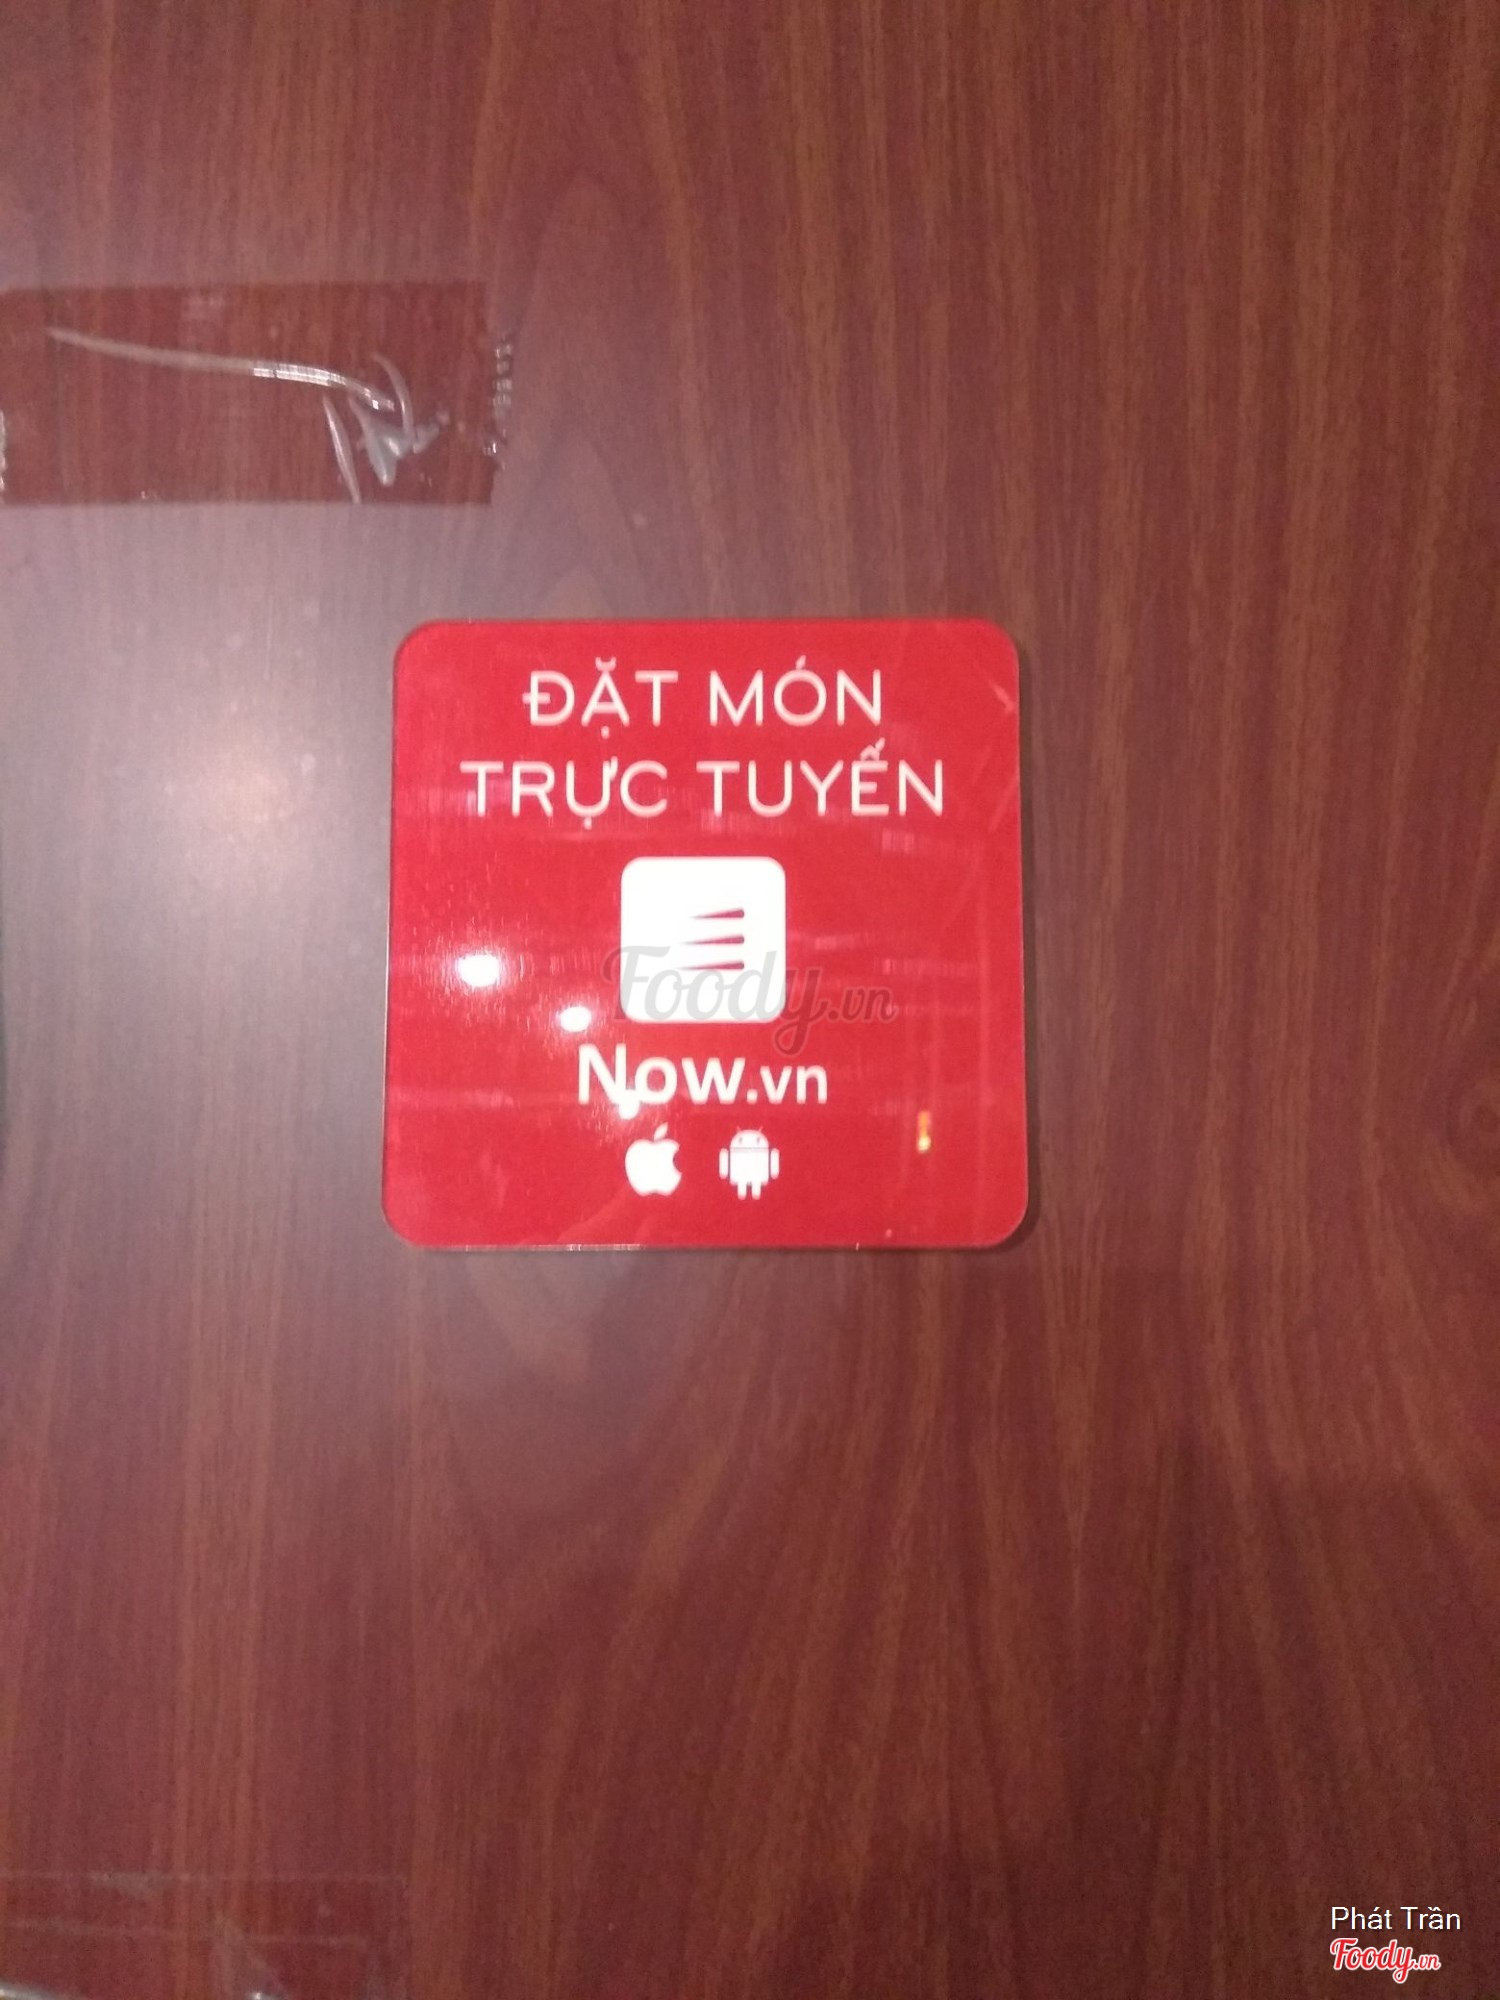 ĐẶT MÓN
TRỰC TUYẾN
Foody.vn
Now.vn
Phát Trần
Foody.vn